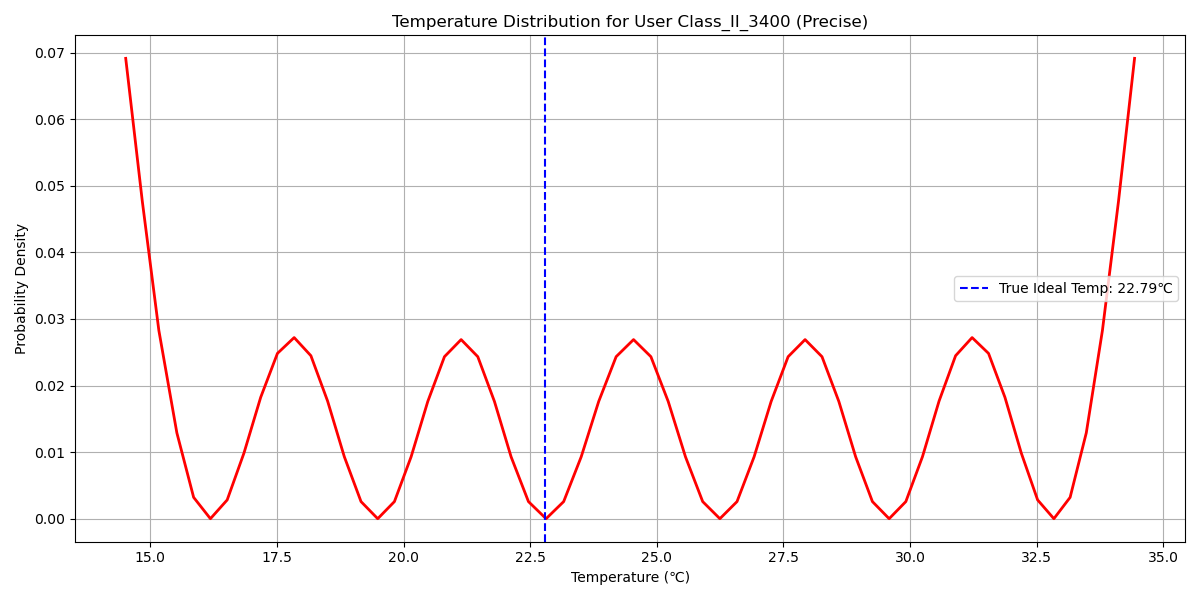 Temperature Distribution for User Class_II_3400 (Precise)
Probability Density
0.07
0.06
0.05
0.04
0.03
0.02
0.01
0.00
True Ideal Temp: 22.79℃
15.0 17.5 20.0 22.5 25.0 27.5 30.0 32.5 35.0
Temperature (℃)